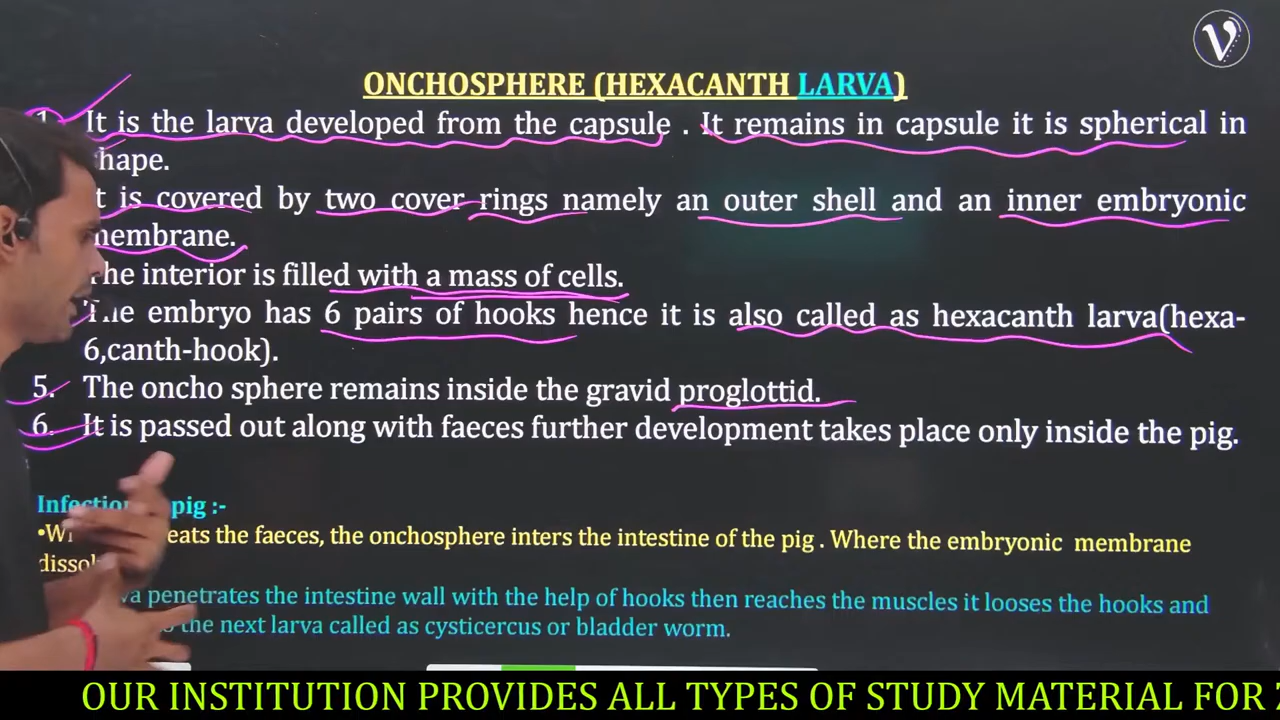 V
ONCHOSPHERE (HEXACANTH LARVA)
1. It is the larva developed from the capsule . It remains in capsule it is spherical in
hape.
t is covered by two cover rings namely an outer shell and an inner embryonic
membrane.
The interior is filled with a mass of cells.
The embryo has 6 pairs of hooks hence it is also called as hexacanth larva(hexa-
6,canth-hook).
5. The oncho sphere remains inside the gravid proglottid.
6. It is passed out along with faeces further development takes place only inside the pig.
pig :-
•W eats the faeces, the onchosphere inters the intestine of the pig . Where the embryonic membrane
dissol
va penetrates the intestine wall with the help of hooks then reaches the muscles it looses the hooks and
the next larva called as cysticercus or bladder worm.
OUR INSTITUTION PROVIDES ALL TYPES OF STUDY MATERIAL FOR